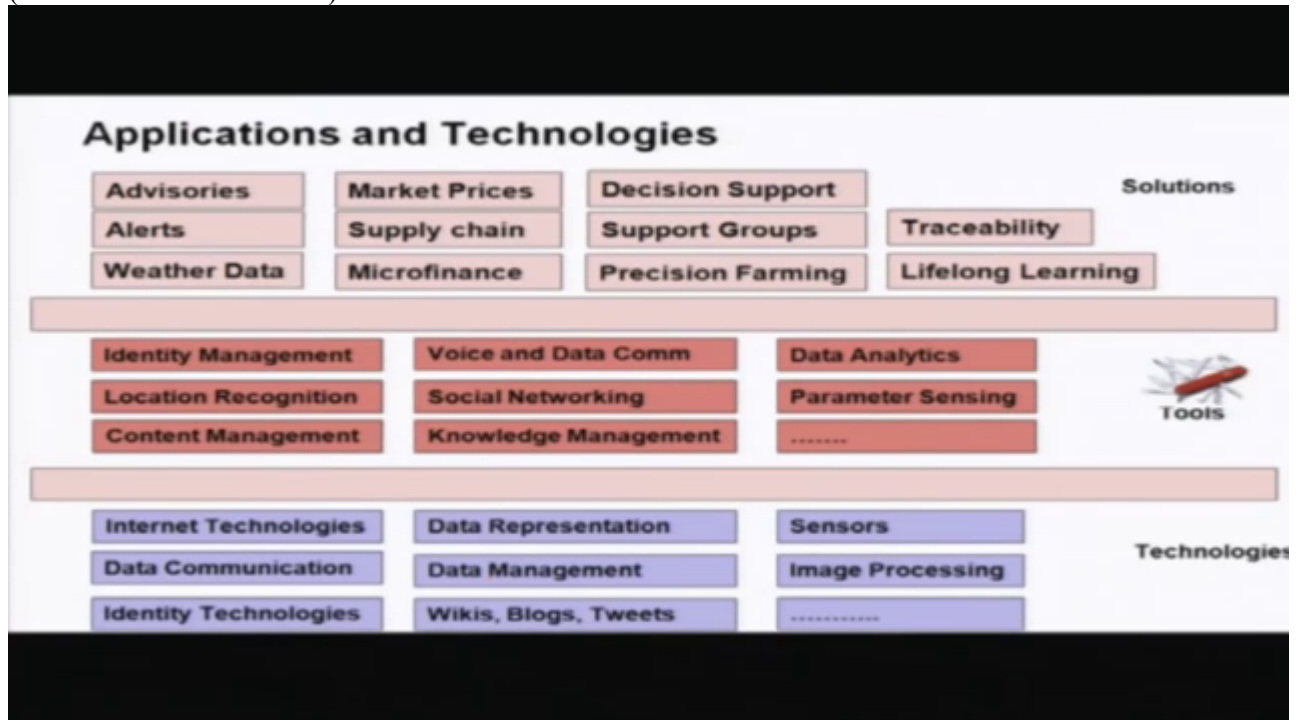 Applications and Technologies
Advisories Market Prices Decision Support Solutions
Alerts Supply chain Support Groups Traceability
Weather Data Microfinance Precision Farming Lifelong Learning
Identity Management Voice and Data Comm Data Analytics
Location Recognition Social Networking Parameter Sensing
Tools
Content Management Knowledge Management .......
Internet Technologies Data Representation Sensors
Technologies
Data Communication Data Management Image Processing
Identity Technologies Wikis, Blogs, Tweets ...........